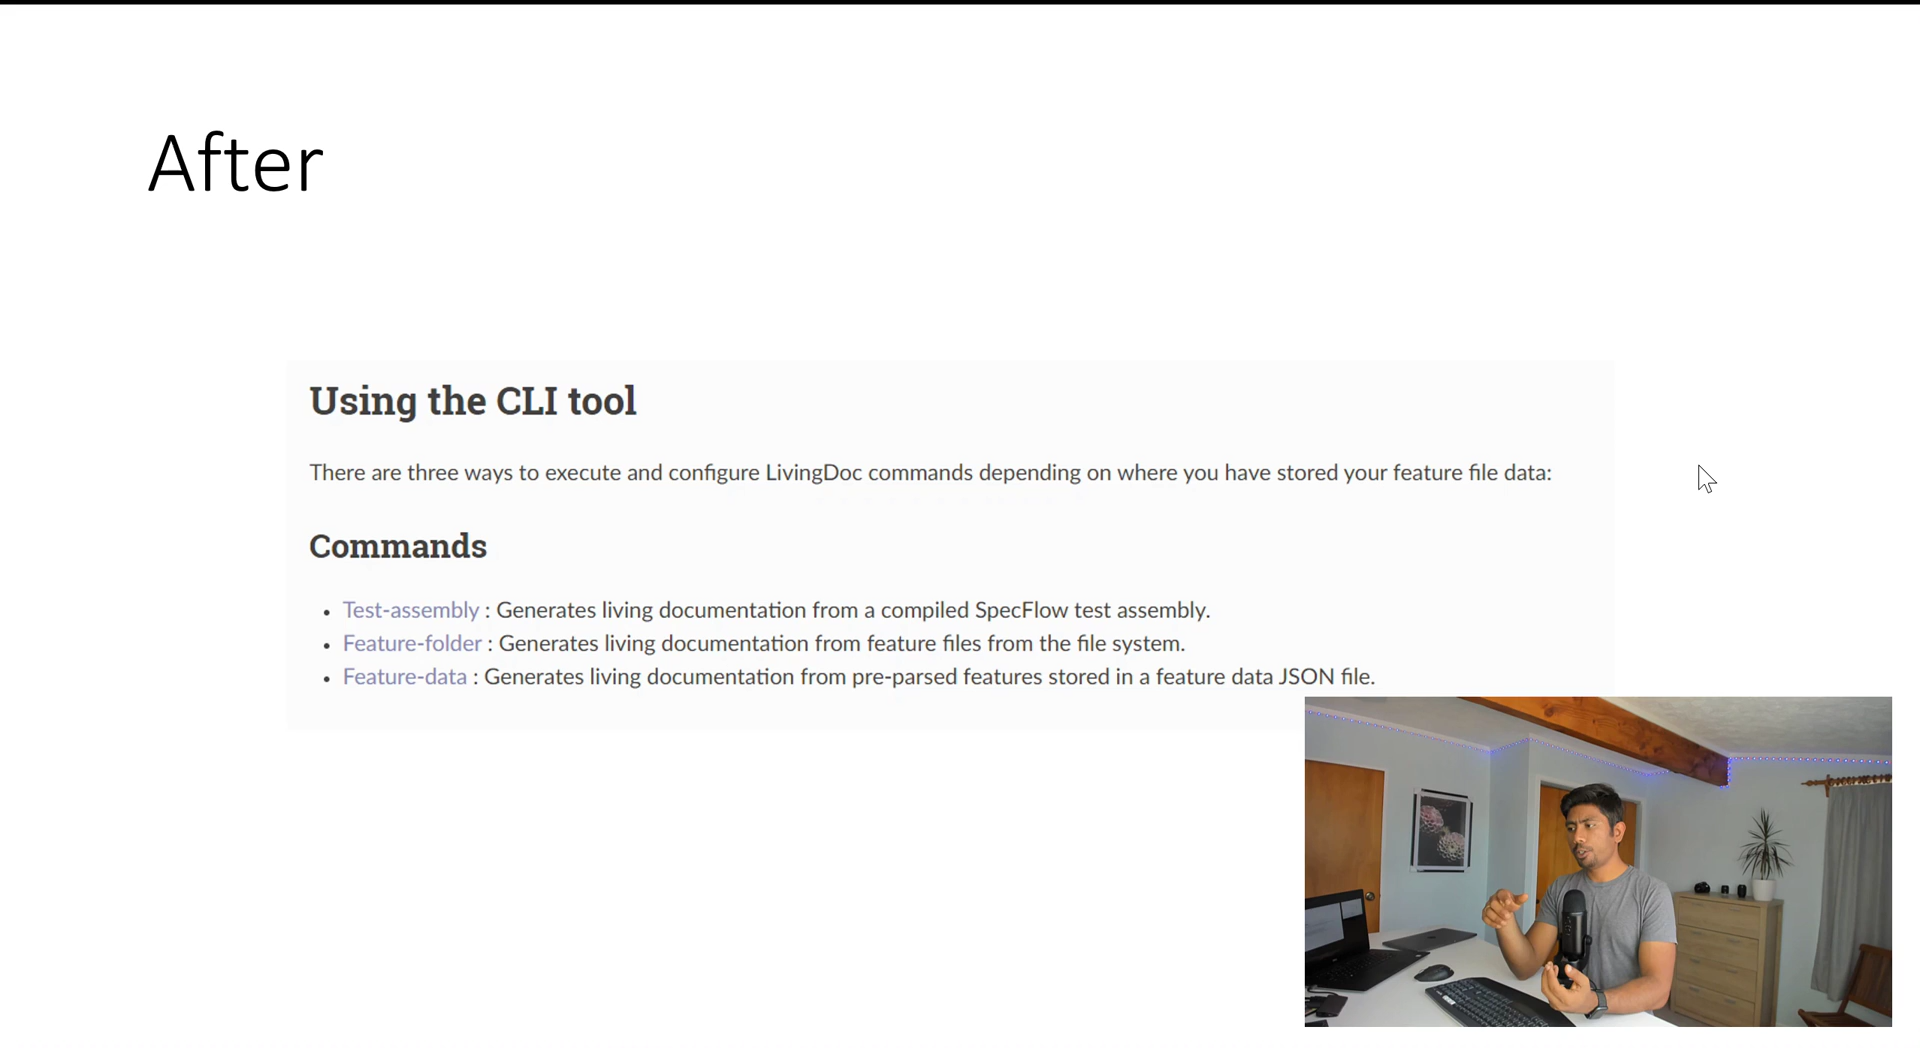 After
Using the CLI tool
There are three ways to execute and configure LivingDoc commands depending on where you have stored your feature file data:
Commands
• Test-assembly : Generates living documentation from a compiled SpecFlow test assembly.
• Feature-folder : Generates living documentation from feature files from the file system.
• Feature-data : Generates living documentation from pre-parsed features stored in a feature data JSON file.